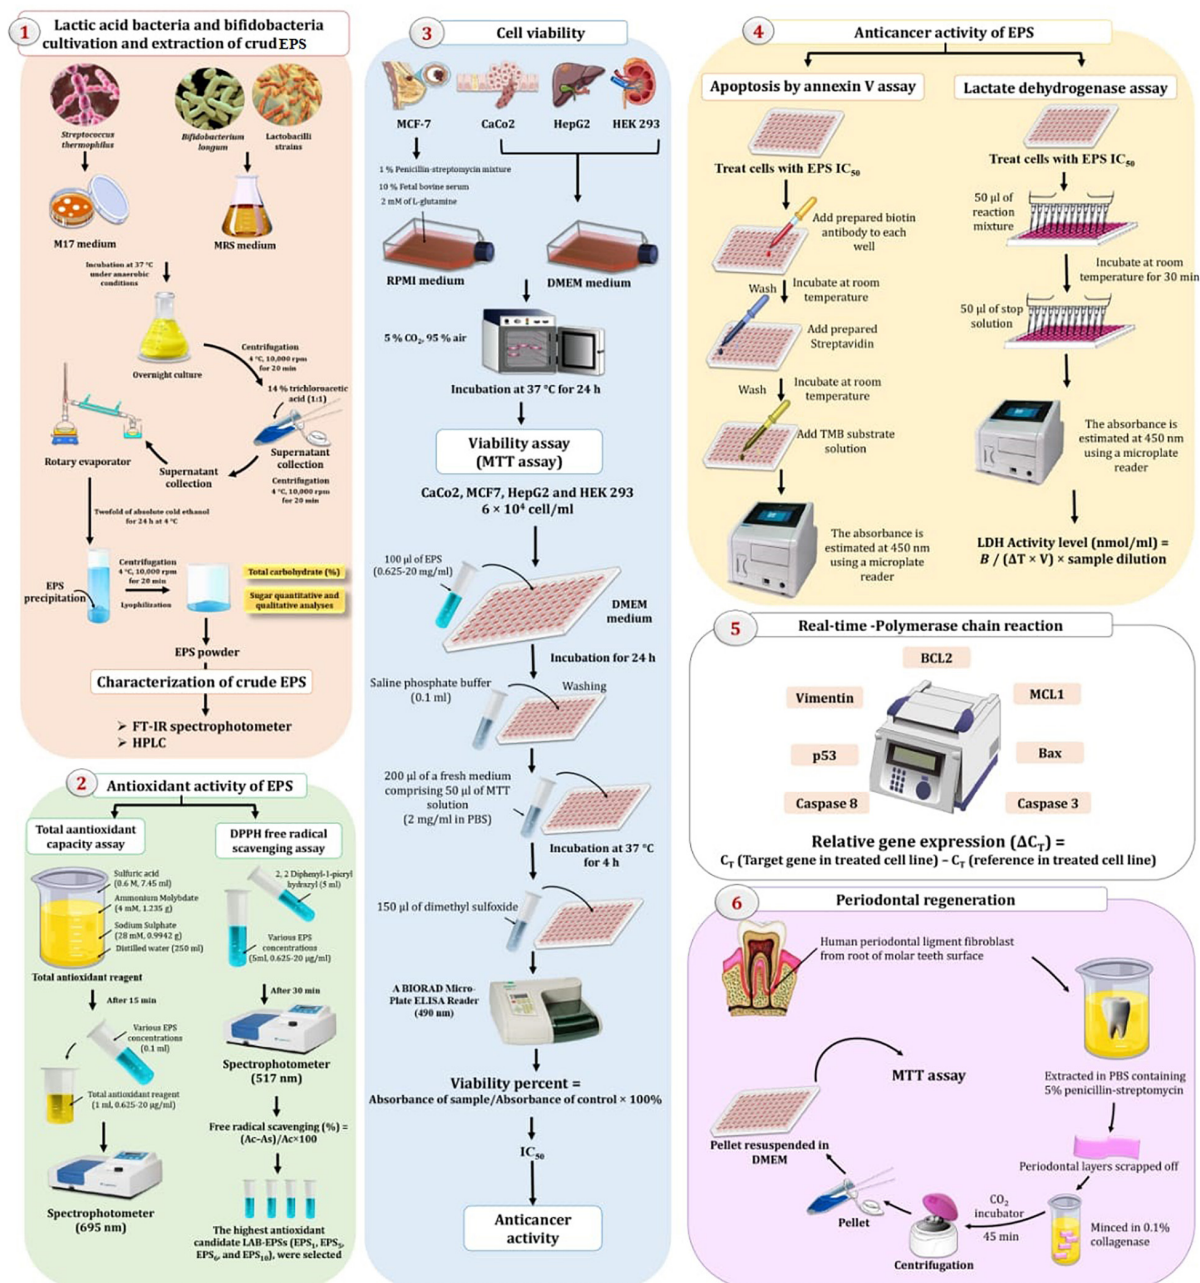 1
Lactic acid bacteria and bifidobacteria
cultivation and extraction of crud EPS
Streptococcus
thermophilus
Bifidobacterium
longum
Lactobacilli
strains
M17 medium
MRS medium
Incubation at 37 °C
under anaerobic
conditions
Overnight culture
Centrifugation
4 °C, 10,000 rpm
for 20 min
14 % trichloroacetic
acid (1:1)
Supernatant
collection
Centrifugation
4 °C, 10,000 rpm
for 20 min
Supernatant
collection
Rotary evaporator
Twofold of absolute cold ethanol
for 24 h at 4 °C
EPS
precipitation
Centrifugation
4 °C, 10,000 rpm
for 20 min
Lyophilization
Total carbohydrate (%)
Sugar quantitative and
qualitative analyses
EPS powder
Characterization of crude EPS
➢ FT-IR spectrophotometer
➢ HPLC
2
Antioxidant activity of EPS
Total aantioxidant
capacity assay
Sulfuric acid
(0.6 M, 7.45 ml)
Ammonium Molybdate
(4 mM, 1.235 g)
Sodium Sulphate
(28 mM, 0.9942 g)
Distilled water (250 ml)
Total antioxidant reagent
After 15 min
Various EPS
concentrations
(0.1 ml)
Total antioxidant reagent
(1 ml, 0.625-20 µg/ml)
Spectrophotometer
(695 nm)
DPPH free radical
scavenging assay
2, 2 Diphenyl-1-picryl
hydrazyl (5 ml)
Various EPS
concentrations
(5ml, 0.625-20 µg/ml)
After 30 min
Spectrophotometer
(517 nm)
Free radical scavenging (%) =
(Ac–As)/Ac×100
The highest antioxidant
candidate LAB-EPSs (EPS₁, EPS₅,
EPS₆, and EPS₁₀), were selected
3
Cell viability
MCF-7
CaCo2
HepG2
HEK 293
1 % Penicillin-streptomycin mixture
10 % Fetal bovine serum
2 mM of L-glutamine
RPMI medium
DMEM medium
5 % CO₂, 95 % air
Incubation at 37 °C for 24 h
Viability assay
(MTT assay)
CaCo2, MCF7, HepG2 and HEK 293
6 × 10⁴ cell/ml
100 µl of EPS
(0.625-20 mg/ml)
DMEM
medium
Incubation for 24 h
Saline phosphate buffer
(0.1 ml)
Washing
200 µl of a fresh medium
comprising 50 µl of MTT
solution
(2 mg/ml in PBS)
Incubation at 37 °C
for 4 h
150 µl of dimethyl sulfoxide
A BIORAD Micro-
Plate ELISA Reader
(490 nm)
Viability percent =
Absorbance of sample/Absorbance of control × 100%
IC₅₀
Anticancer
activity
4
Anticancer activity of EPS
Apoptosis by annexin V assay
Treat cells with EPS IC₅₀
Add prepared biotin
antibody to each
well
Wash
Incubate at room
temperature
Add prepared
Streptavidin
Wash
Incubate at room
temperature
Add TMB substrate
solution
The absorbance is
estimated at 450 nm
using a microplate
reader
Lactate dehydrogenase assay
Treat cells with EPS IC₅₀
50 µl of
reaction
mixture
Incubate at room
temperature for 30 min
50 µl of stop
solution
The absorbance is
estimated at 450 nm
using a microplate
reader
LDH Activity level (nmol/ml) =
B / (ΔT × V) × sample dilution
5
Real-time -Polymerase chain reaction
BCL2
Vimentin
MCL1
p53
Bax
Caspase 8
Caspase 3
Relative gene expression (ΔC_T) =
C_T (Target gene in treated cell line) – C_T (reference in treated cell line)
6
Periodontal regeneration
Human periodontal ligment fibroblast
from root of molar teeth surface
Extracted in PBS containing
5% penicillin-streptomycin
Periodontal layers scrapped off
Minced in 0.1%
collagenase
CO₂
incubator
45 min
Centrifugation
Pellet
Pellet resuspended in
DMEM
MTT assay